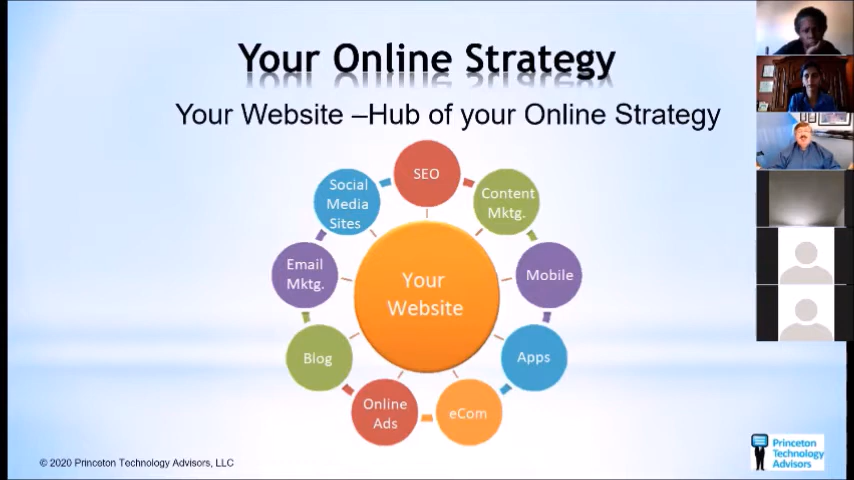 Your Online Strategy
Your Website –Hub of your Online Strategy
SEO
Content
Mktg.
Mobile
Apps
eCom
Online
Ads
Blog
Email
Mktg.
Social
Media
Sites
Your
Website
© 2020 Princeton Technology Advisors, LLC
Princeton
Technology
Advisors